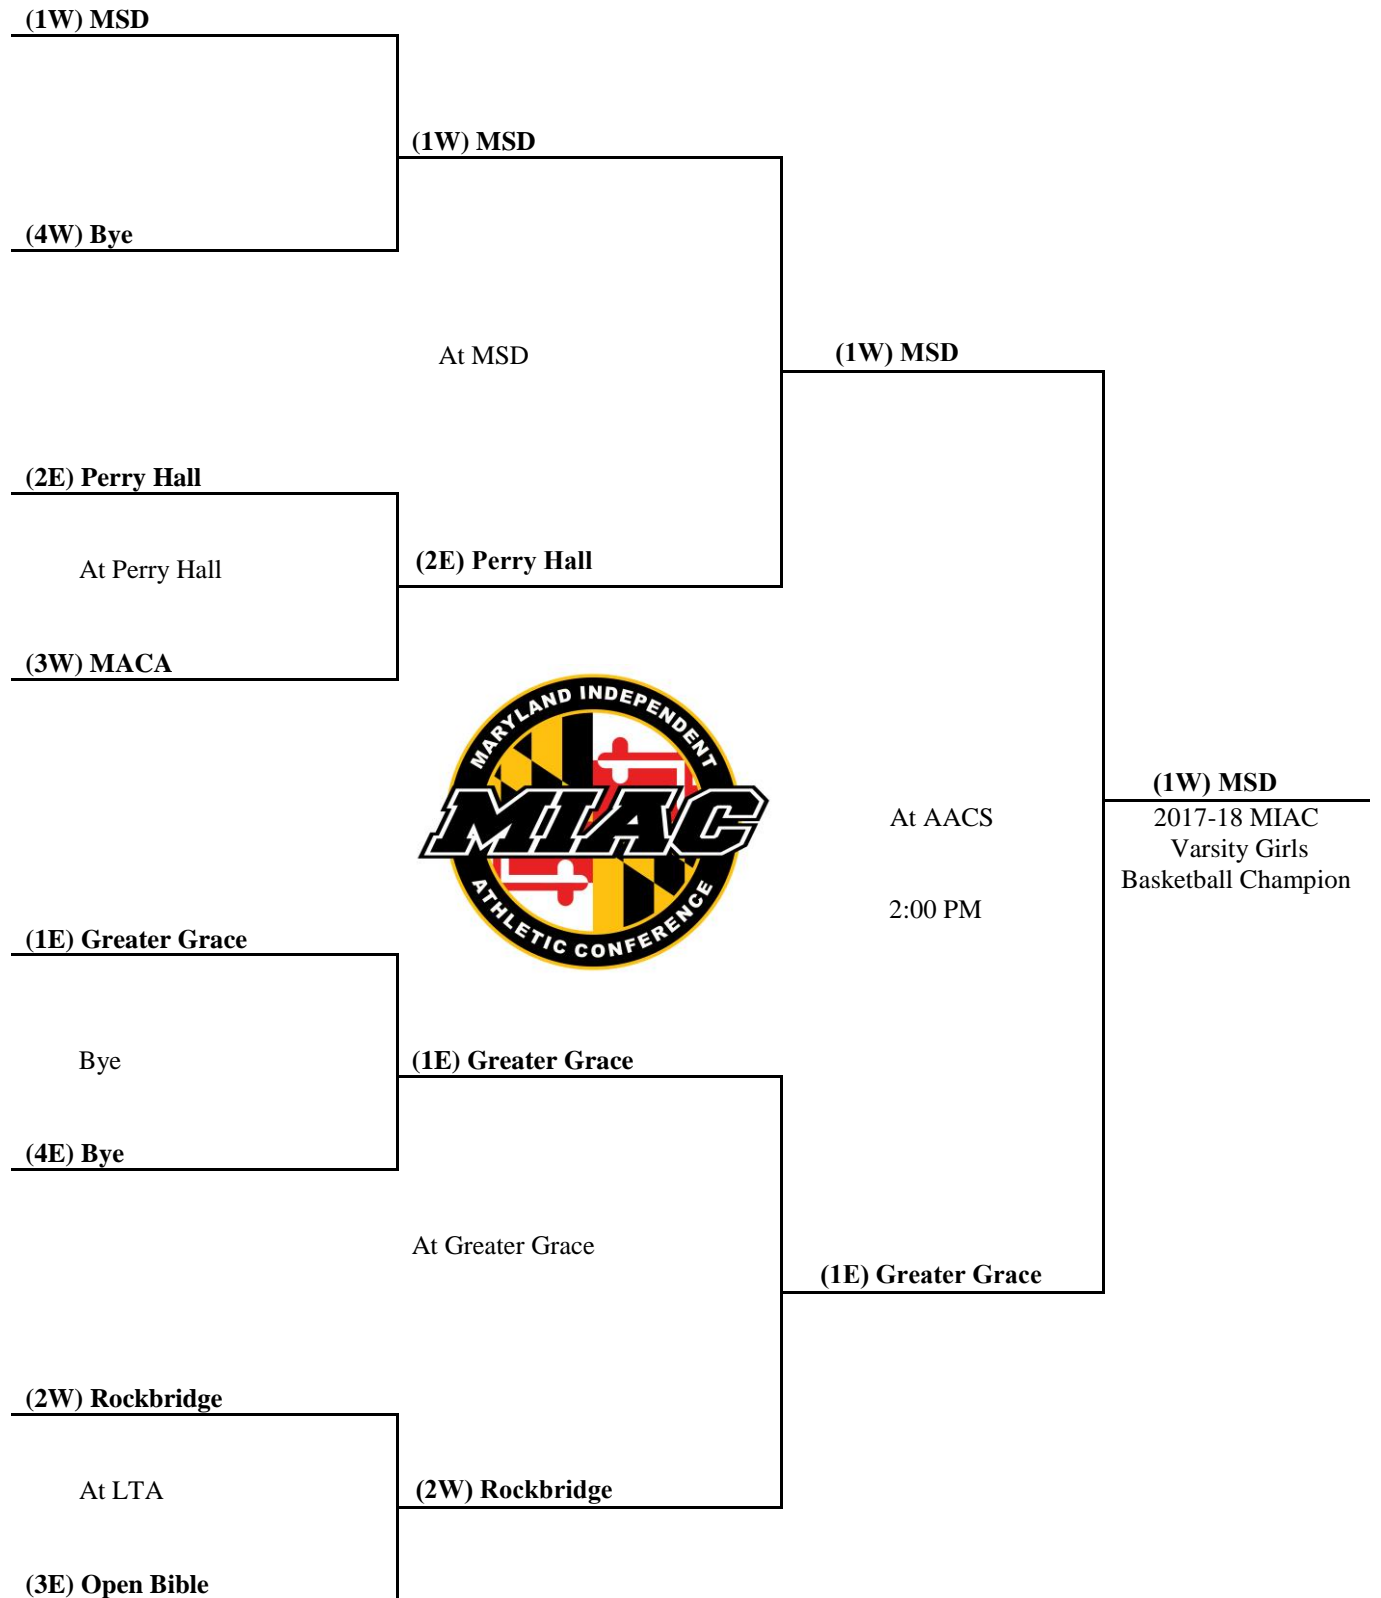 (1W) MSD
(1W) MSD
(4W) Bye
At MSD
(1W) MSD
(2E) Perry Hall
At Perry Hall
(2E) Perry Hall
(3W) MACA
MARYLAND INDEPENDENT
MIAC
ATHLETIC CONFERENCE
At AACS
2:00 PM
(1W) MSD
2017-18 MIAC
Varsity Girls
Basketball Champion
(1E) Greater Grace
Bye
(1E) Greater Grace
(4E) Bye
At Greater Grace
(1E) Greater Grace
(2W) Rockbridge
At LTA
(2W) Rockbridge
(3E) Open Bible